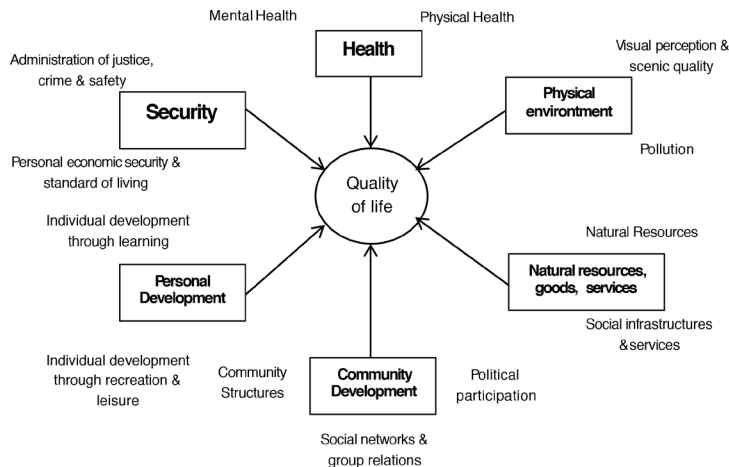 Mental Health
Physical Health
Health
Administration of justice,
crime & safety
Security
Personal economic security &
standard of living
Visual perception &
scenic quality
Physical
environtment
Pollution
Quality
of life
Individual development
through learning
Personal
Development
Individual development
through recreation &
leisure
Natural Resources
Natural resources,
goods, services
Social infrastructures
& services
Community
Structures
Community
Development
Political
participation
Social networks &
group relations